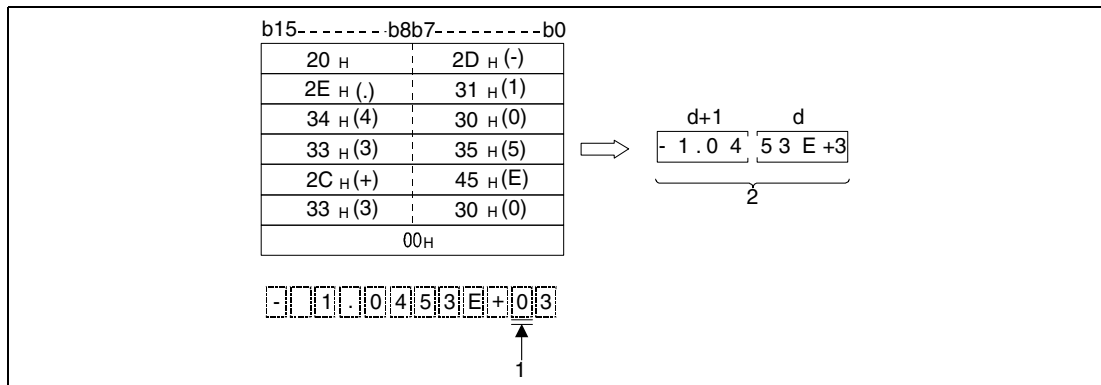 b15--------b8b7----------b0
20 H 2D H (-)
2E H (.) 31 H (1)
34 H (4) 30 H (0)
33 H (3) 35 H (5)
2C H (+) 45 H (E)
33 H (3) 30 H (0)
00H
d+1 d
- 1 . 0 4 5 3 E +3
2
- 1 . 0 4 5 3 E + 0 3
1